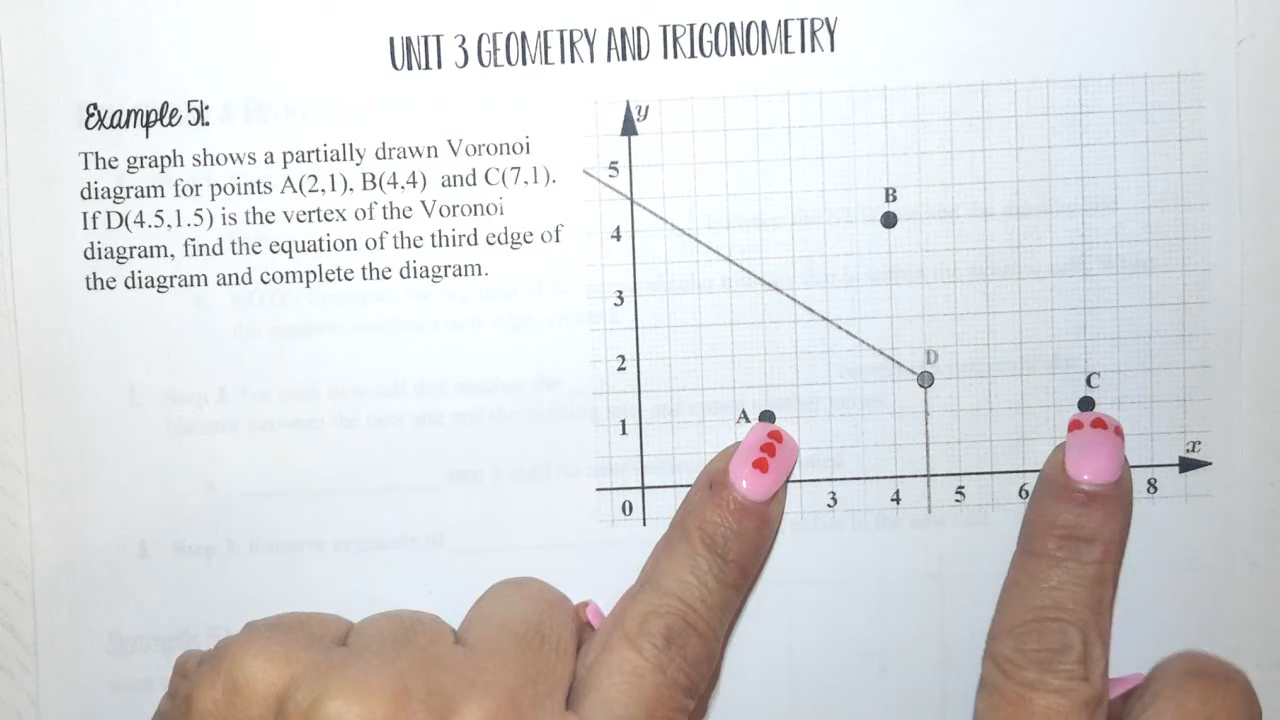 UNIT 3 GEOMETRY AND TRIGONOMETRY
Example 51:
The graph shows a partially drawn Voronoi
diagram for points A(2,1), B(4,4) and C(7,1).
If D(4.5,1.5) is the vertex of the Voronoi
diagram, find the equation of the third edge of
the diagram and complete the diagram.
y
5
B
4
3
2
D
C
1
A
x
0
3
4
5
6
8